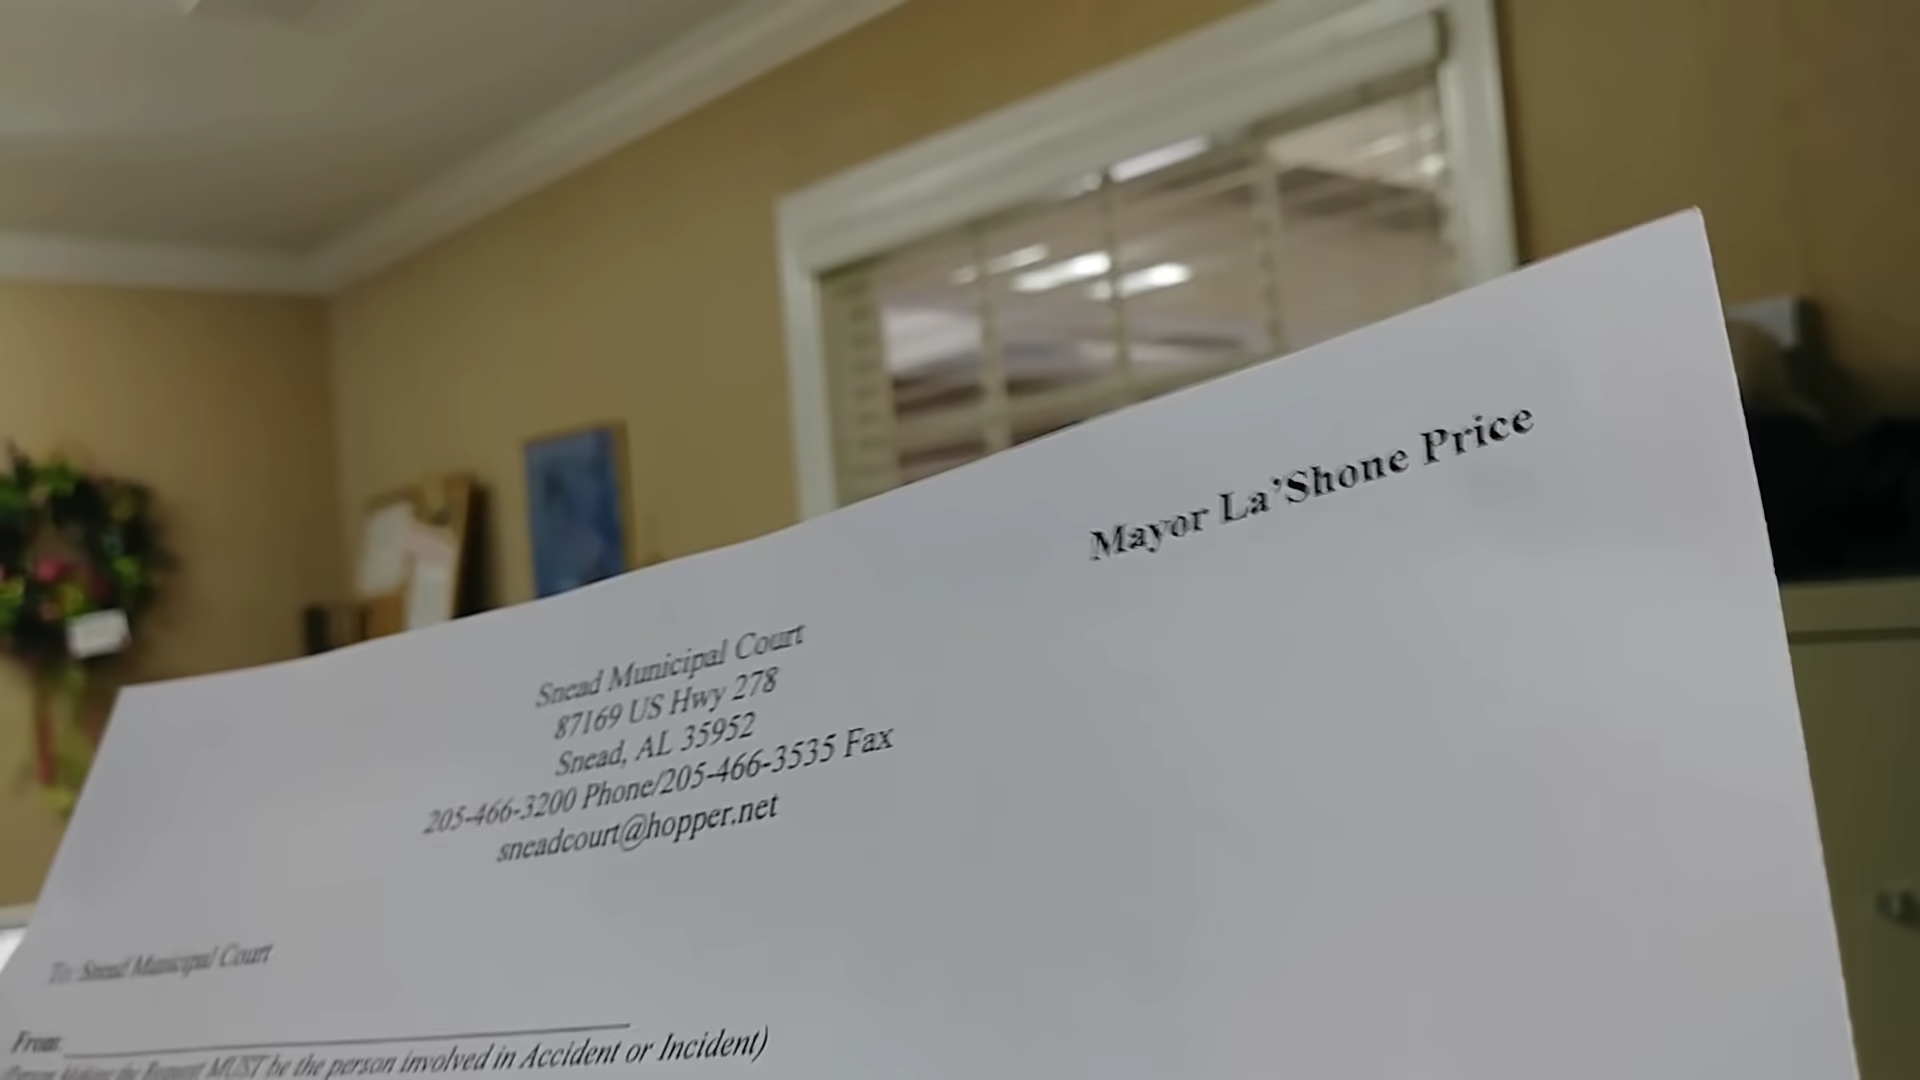 Mayor La'Shone Price
Snead Municipal Court
87169 US Hwy 278
Snead, AL 35952
205-466-3200 Phone/205-466-3535 Fax
sneadcourt@hopper.net
To: Snead Municipal Court
From:
(Person Making the Request MUST be the person involved in Accident or Incident)